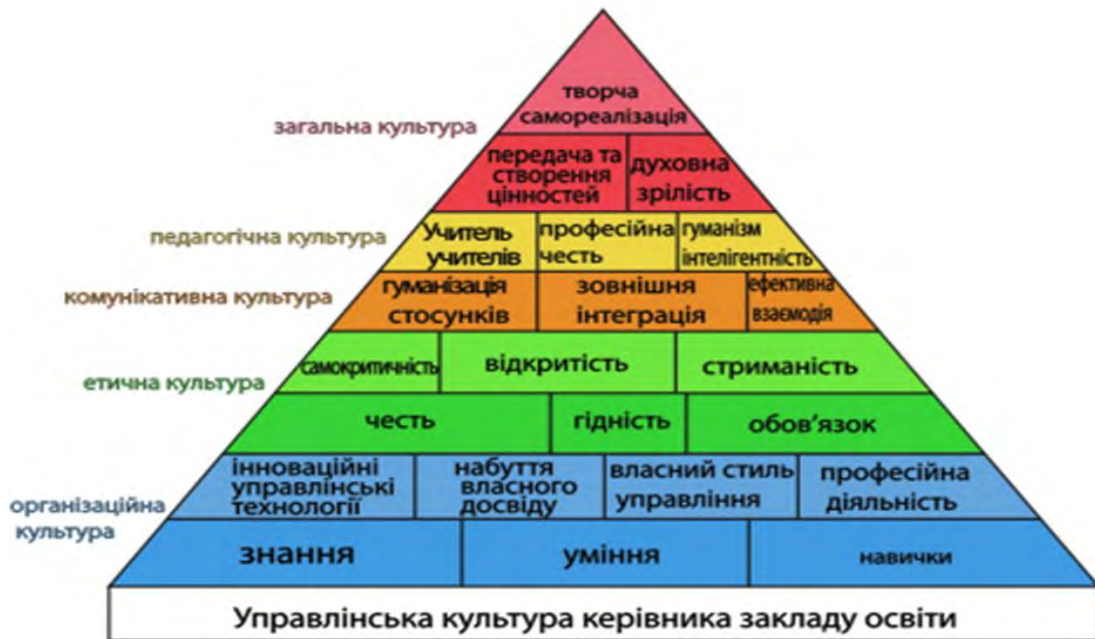 творча
самореалізація
загальна культура
передача та
створення
цінностей
духовна
зрілість
педагогічна культура
Учитель
учителів
професійна
честь
гуманізм
інтелігентність
комунікативна культура
гуманізація
стосунків
зовнішня
інтеграція
ефективна
взаємодія
етична культура
самокритичність
відкритість
стриманість
честь
гідність
обов'язок
організаційна
культура
інноваційні
управлінські
технології
набуття
власного
досвіду
власний стиль
управління
професійна
діяльність
знання
уміння
навички
Управлінська культура керівника закладу освіти